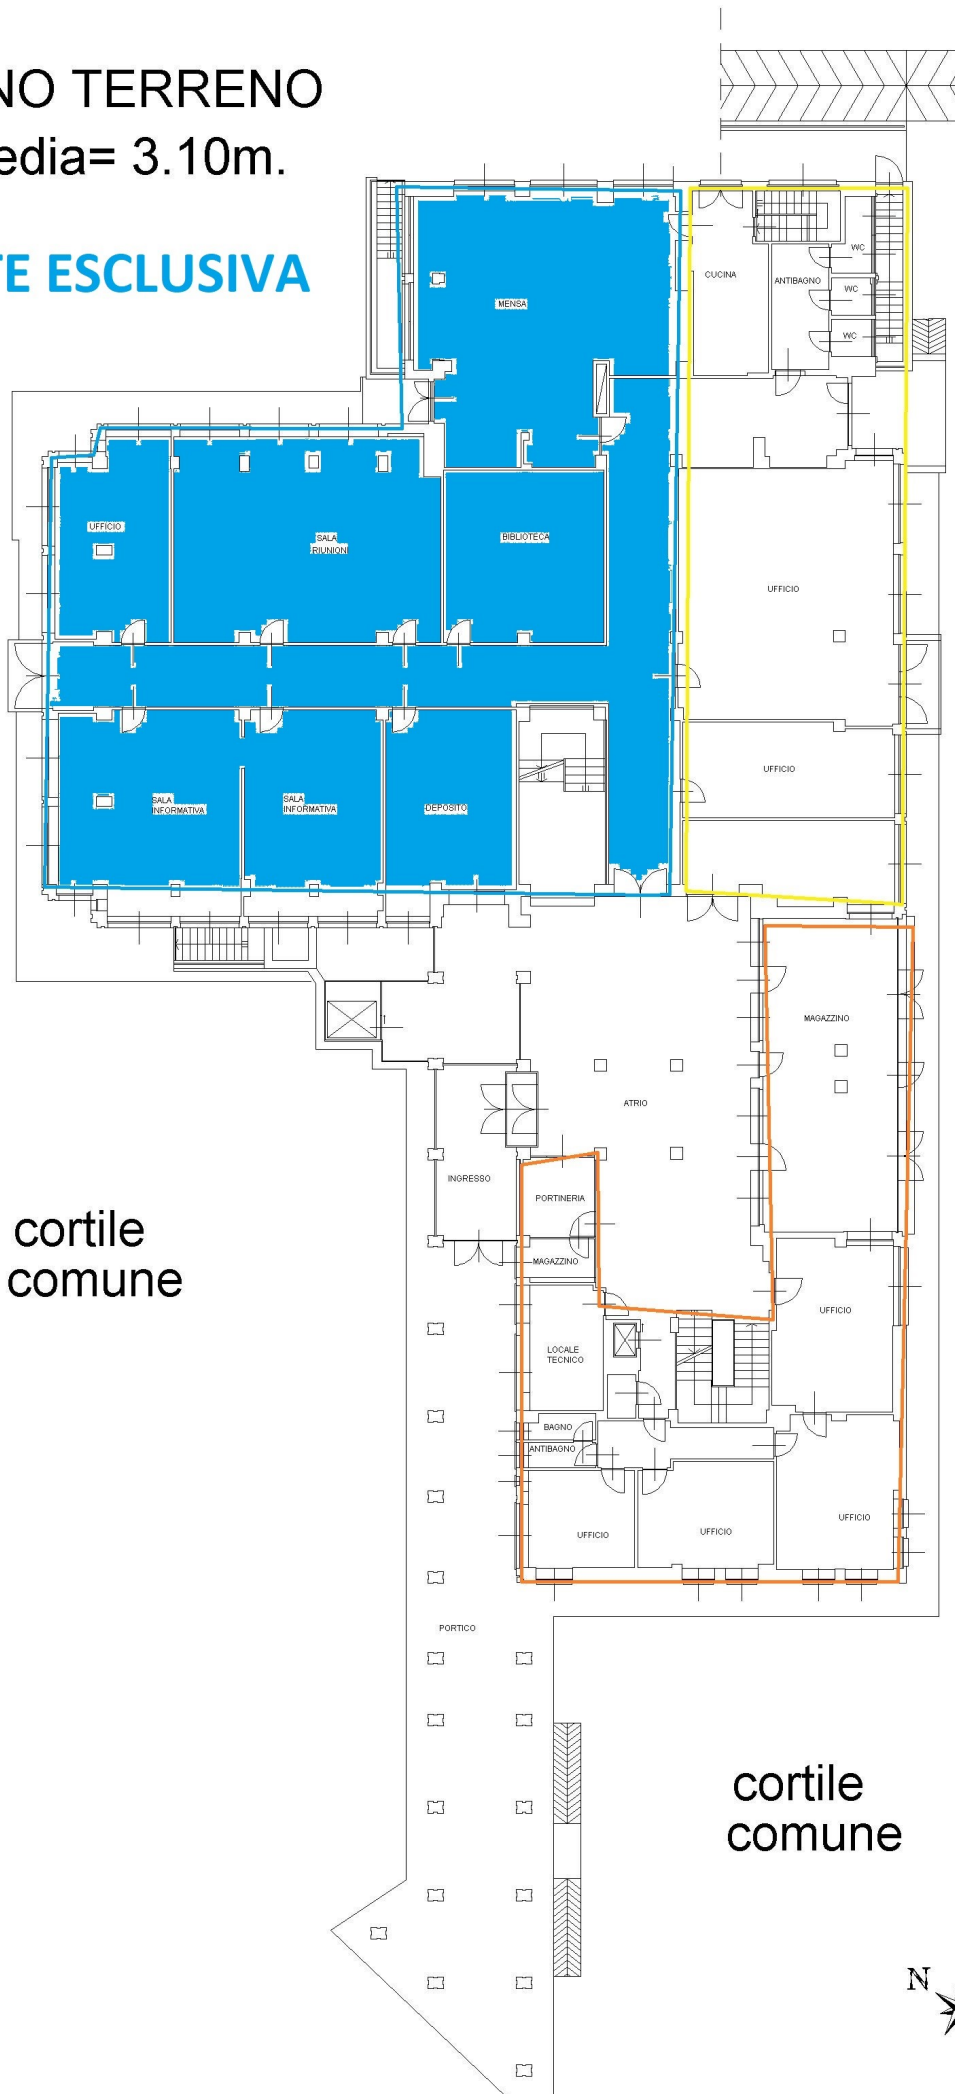 NO TERRENO
edia= 3.10m.
TE ESCLUSIVA
MENSA
CUCINA
ANTIBAGNO
WC
WC
WC
UFFICIO
SALA
RIUNIONI
BIBLIOTECA
UFFICIO
UFFICIO
SALA
INFORMATIVA
SALA
INFORMATIVA
DEPOSITO
MAGAZZINO
ATRIO
INGRESSO
PORTINERIA
MAGAZZINO
cortile
comune
UFFICIO
LOCALE
TECNICO
BAGNO
ANTIBAGNO
UFFICIO
UFFICIO
UFFICIO
PORTICO
cortile
comune
N